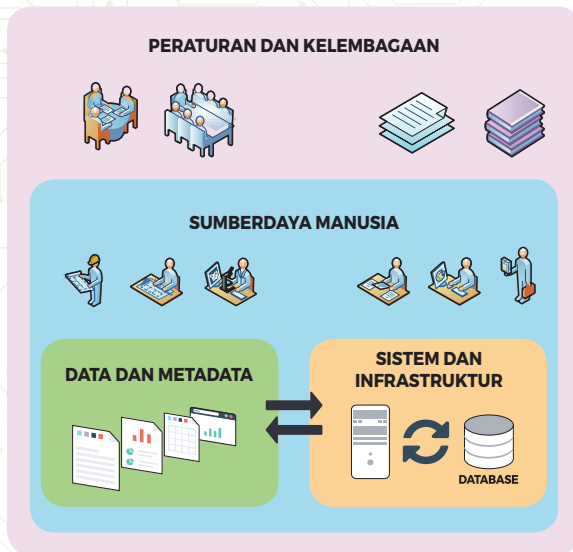 PERATURAN DAN KELEMBAGAAN
SUMBERDAYA MANUSIA
DATA DAN METADATA
SISTEM DAN
INFRASTRUKTUR
DATABASE